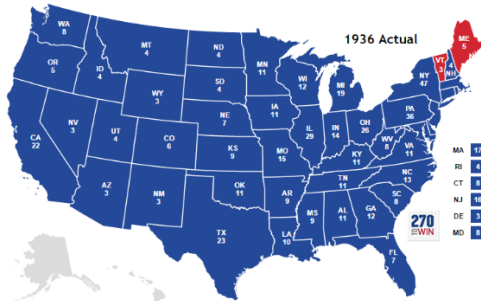 1936 Actual
WA
8
OR
5
CA
22
NV
3
ID
4
MT
4
WY
3
UT
4
AZ
3
CO
6
NM
3
ND
4
SD
4
NE
7
KS
9
OK
11
TX
23
MN
11
IA
11
MO
15
AR
9
LA
10
WI
12
IL
29
MI
19
IN
14
OH
26
KY
11
TN
11
MS
9
AL
11
GA
12
FL
7
SC
8
NC
13
VA
11
WV
8
PA
36
NY
47
VT
3
4
NH
ME
5
MA 17
RI 4
CT 8
NJ 16
DE 3
MD 8
270
TO WIN